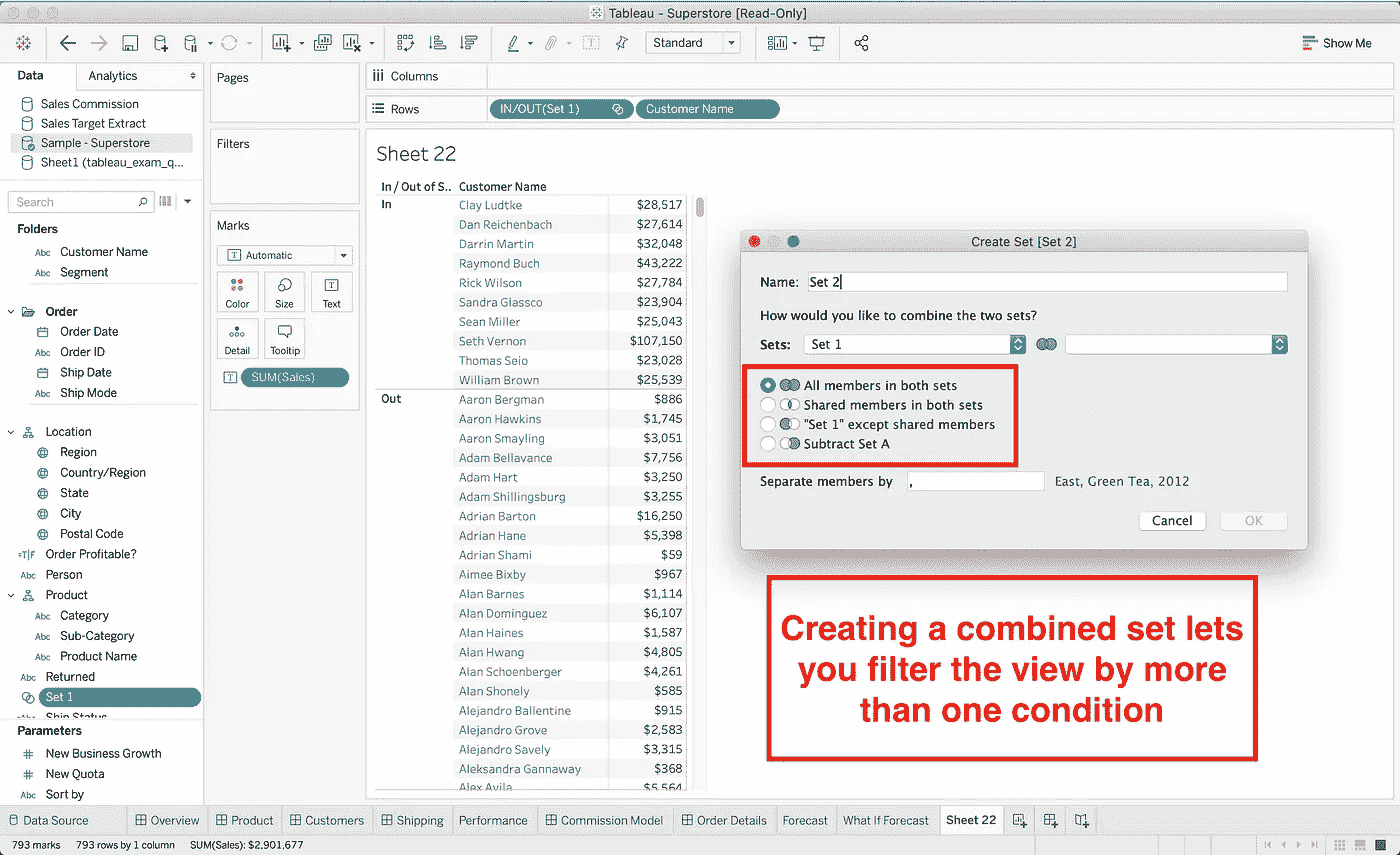 Tableau - Superstore [Read-Only]
Standard
Show Me
Data
Analytics
Sales Commission
Sales Target Extract
Sample - Superstore
Sheet1 (tableau_exam_q...
Search
Folders
Abc Customer Name
Abc Segment
Order
Order Date
Abc Order ID
Ship Date
Abc Ship Mode
Location
Region
Country/Region
State
City
Postal Code
=T|F Order Profitable?
Abc Person
Product
Abc Category
Abc Sub-Category
Abc Product Name
Abc Returned
Set 1
Ship Status
Parameters
# New Business Growth
# New Quota
Abc Sort by
Pages
Filters
Marks
T Automatic
Color
Size
T Text
Detail
Tooltip
T SUM(Sales)
Columns
Rows
IN/OUT(Set 1)
Customer Name
Sheet 22
In / Out of S.. Customer Name
In Clay Ludtke $28,517
Dan Reichenbach $27,614
Darrin Martin $32,048
Raymond Buch $43,222
Rick Wilson $27,784
Sandra Glassco $23,904
Sean Miller $25,043
Seth Vernon $107,150
Thomas Seio $23,028
William Brown $25,539
Out Aaron Bergman $886
Aaron Hawkins $1,745
Aaron Smayling $3,051
Adam Bellavance $7,756
Adam Hart $3,250
Adam Shillingsburg $3,255
Adrian Barton $16,250
Adrian Hane $5,398
Adrian Shami $59
Aimee Bixby $967
Alan Barnes $1,114
Alan Dominguez $6,107
Alan Haines $1,587
Alan Hwang $4,805
Alan Schoenberger $4,261
Alan Shonely $585
Alejandro Ballentine $915
Alejandro Grove $2,583
Alejandro Savely $3,315
Aleksandra Gannaway $368
Alex Avila $5,564
Create Set [Set 2]
Name: Set 2
How would you like to combine the two sets?
Sets: Set 1
All members in both sets
Shared members in both sets
"Set 1" except shared members
Subtract Set A
Separate members by , East, Green Tea, 2012
Cancel
OK
Creating a combined set lets
you filter the view by more
than one condition
Data Source
Overview
Product
Customers
Shipping
Performance
Commission Model
Order Details
Forecast
What If Forecast
Sheet 22
793 marks 793 rows by 1 column SUM(Sales): $2,901,677